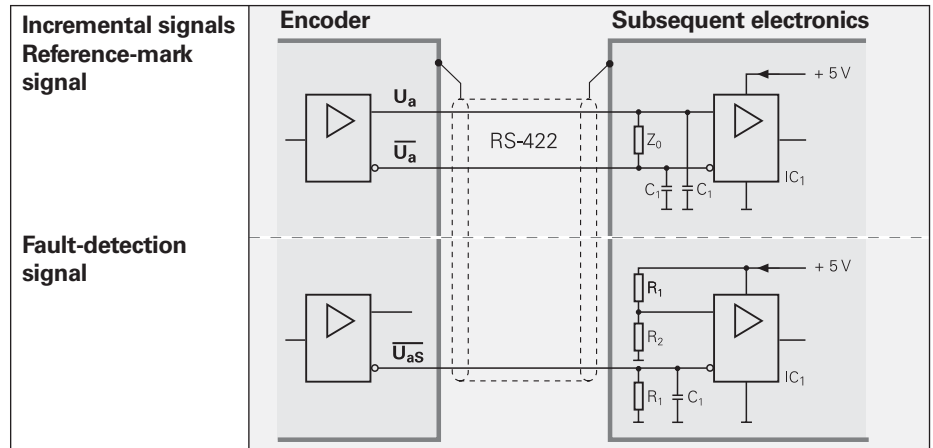 Incremental signals
Reference-mark
signal
Encoder
Subsequent electronics
+ 5 V
Ua
RS-422
Z0
Ua
C1
C1
IC1
Fault-detection
signal
+ 5 V
R1
R2
UaS
R1
C1
IC1